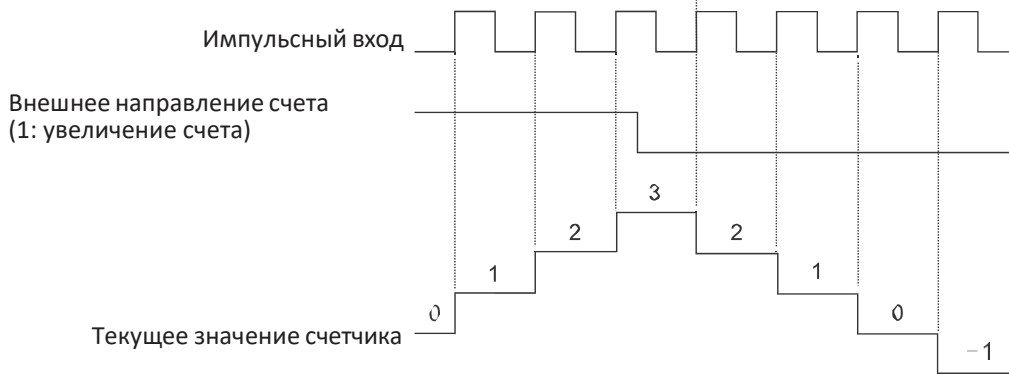 Импульсный вход
Внешнее направление счета
(1: увеличение счета)
3
2 2
1 1
0 0
Текущее значение счетчика
−1